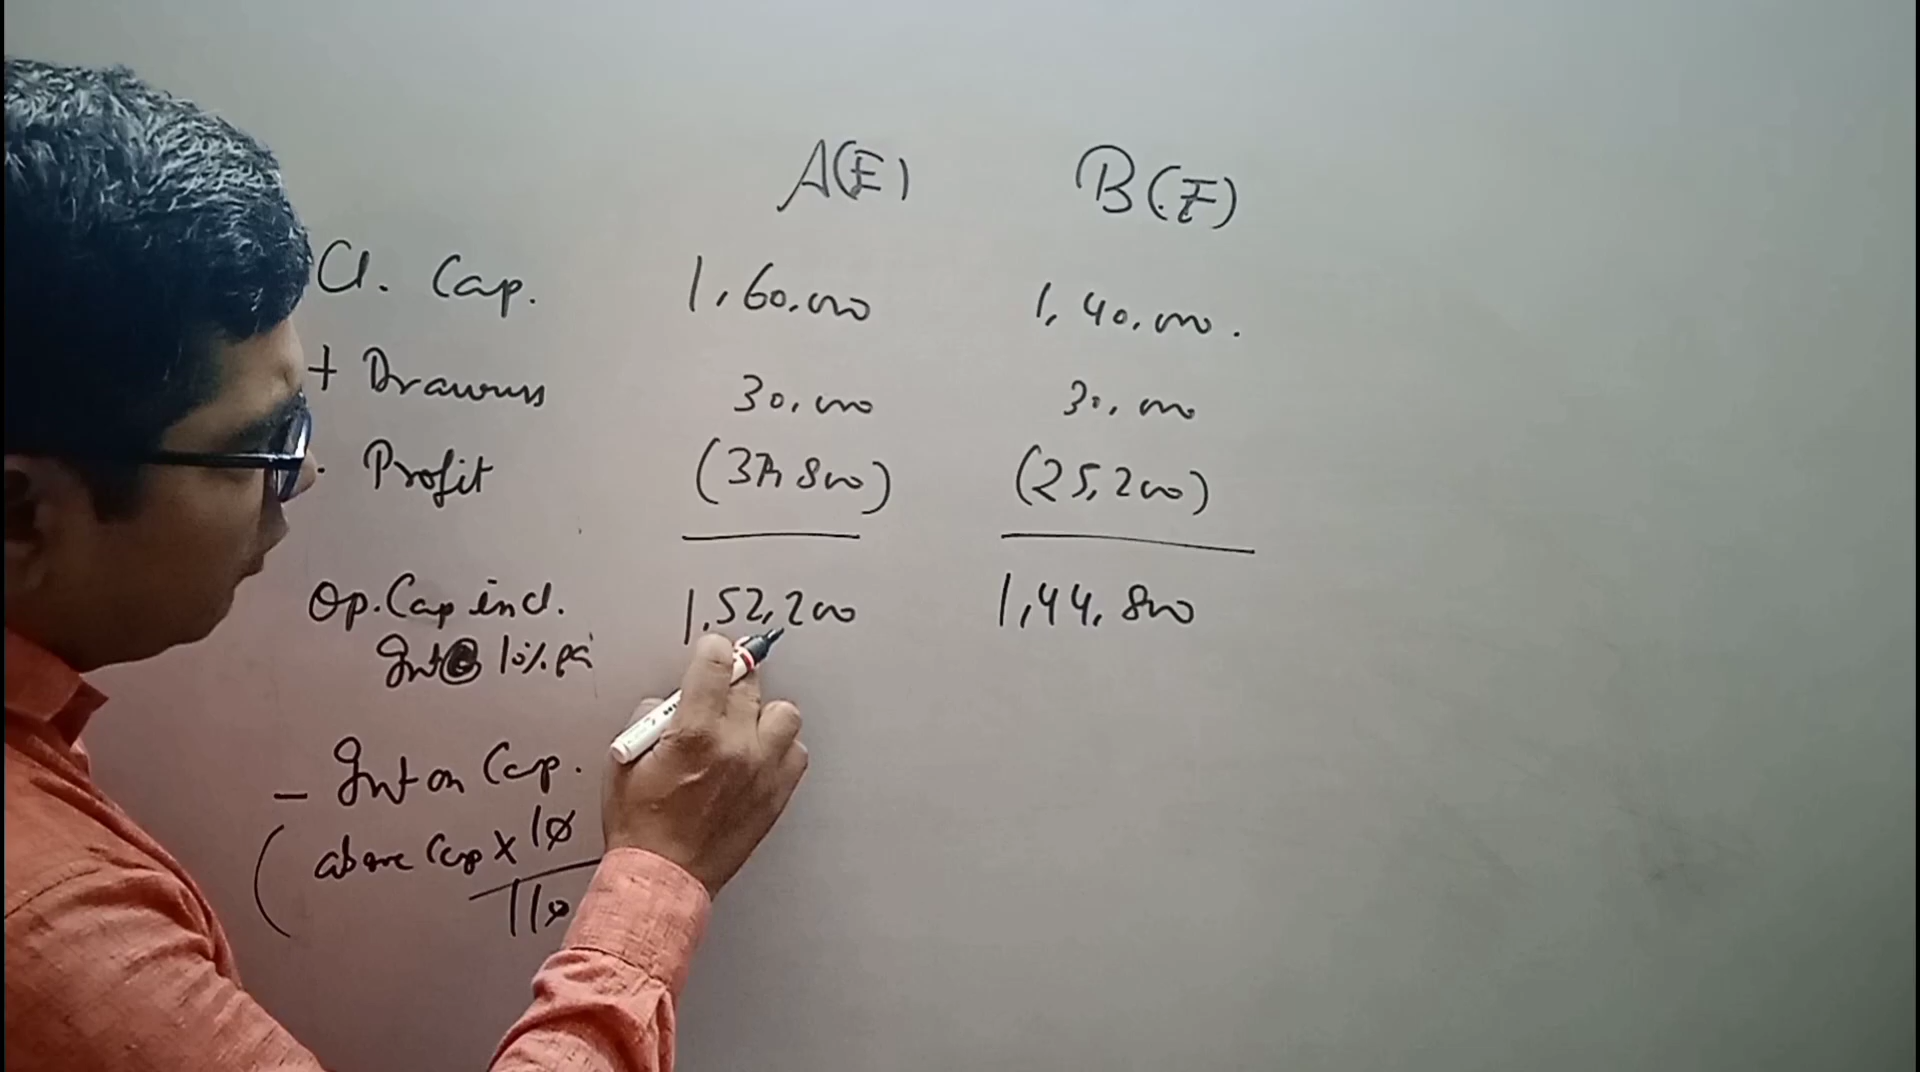 A(E) B(F)
Cl. Cap. 1,60,000 1,40,000.
+ Drawings 30,000 30,000
- Profit (37,800) (25,200)
Op. Cap incl. 1,52,200 1,44,800
Int @ 10% pa
- Int on Cap.
(above Cap x 10
110